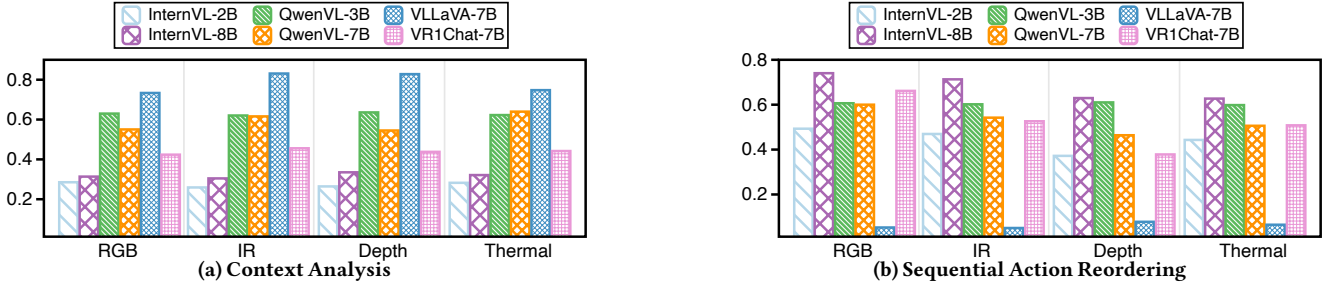 InternVL-2B QwenVL-3B VLLaVA-7B
InternVL-8B QwenVL-7B VR1Chat-7B
0.8
0.6
0.4
0.2
RGB IR Depth Thermal
(a) Context Analysis
InternVL-2B QwenVL-3B VLLaVA-7B
InternVL-8B QwenVL-7B VR1Chat-7B
0.8
0.6
0.4
0.2
RGB IR Depth Thermal
(b) Sequential Action Reordering